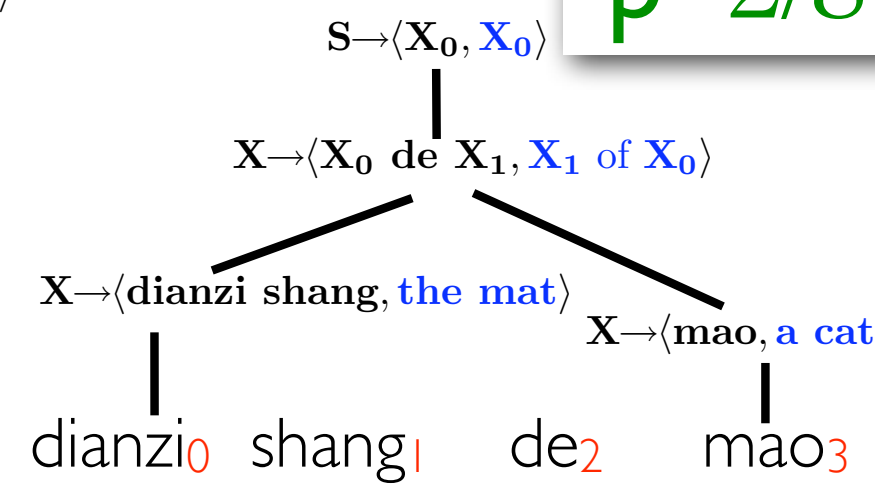 S→⟨X₀, X₀⟩
X→⟨X₀ de X₁, X₁ of X₀⟩
X→⟨dianzi shang, the mat⟩
X→⟨mao, a cat
dianzi₀ shang₁ de₂ mao₃